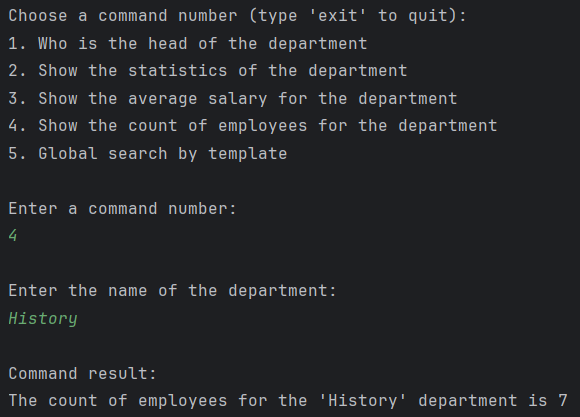 Choose a command number (type 'exit' to quit):
1. Who is the head of the department
2. Show the statistics of the department
3. Show the average salary for the department
4. Show the count of employees for the department
5. Global search by template
Enter a command number:
4
Enter the name of the department:
History
Command result:
The count of employees for the 'History' department is 7